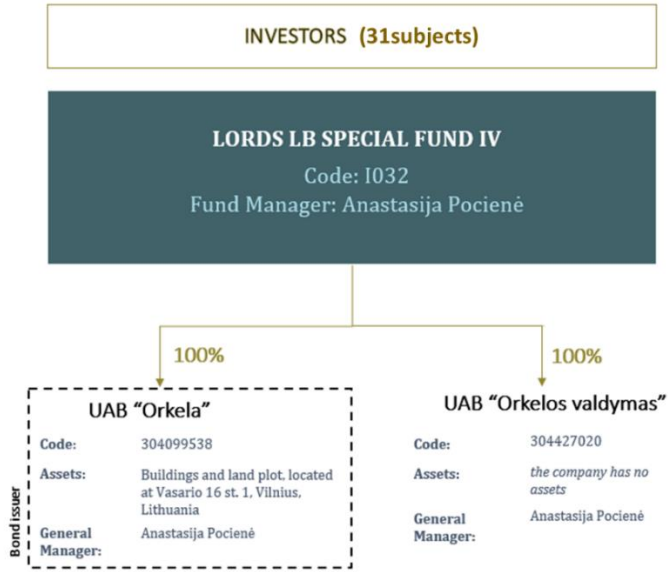 INVESTORS (31subjects)
LORDS LB SPECIAL FUND IV
Code: I032
Fund Manager: Anastasija Pocienė
100%
100%
UAB “Orkela”
Code: 304099538
Assets: Buildings and land plot, located
at Vasario 16 st. 1, Vilnius,
Lithuania
General Anastasija Pocienė
Manager:
Bond issuer
UAB “Orkelos valdymas”
Code: 304427020
Assets: the company has no
assets
General Anastasija Pocienė
Manager: